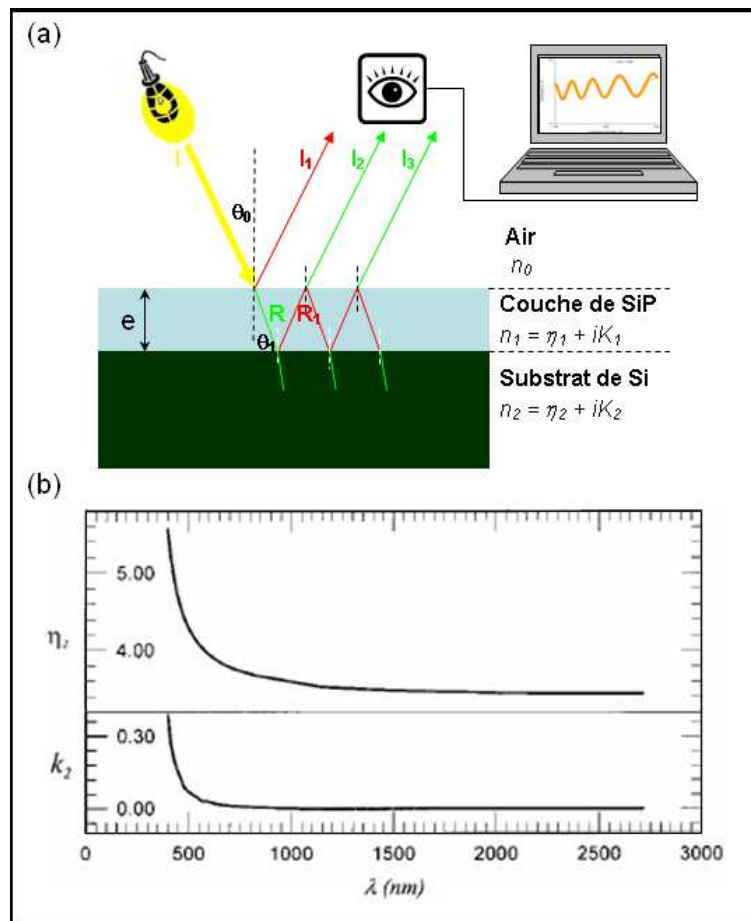 (a)
I
θ₀
I₁
I₂
I₃
Air
n₀
e
R
R₁
θ₁
Couche de SiP
n₁ = η₁ + iK₁
Substrat de Si
n₂ = η₂ + iK₂
(b)
5.00
4.00
0.30
k₂
0.00
0 500 1000 1500 2000 2500 3000
λ (nm)